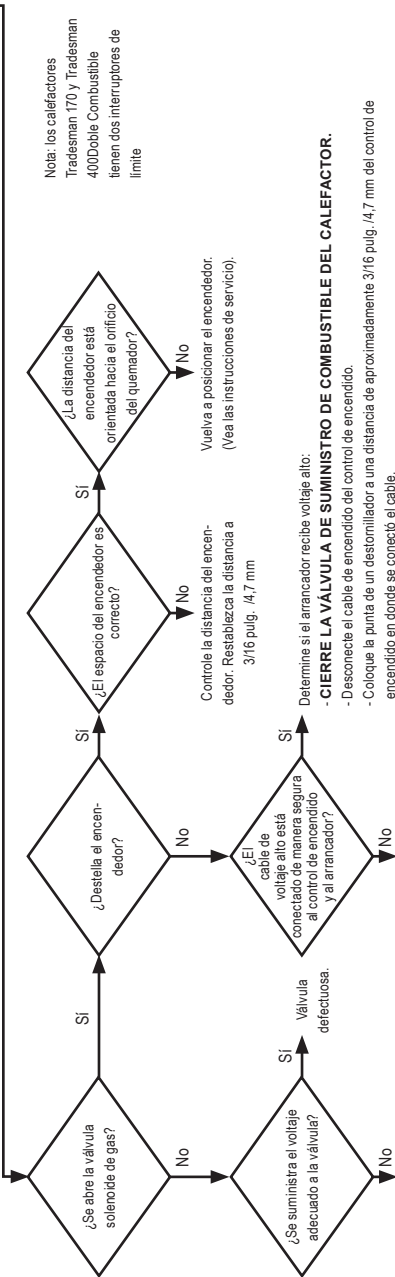 ¿Se abre la válvula
solenoide de gas?
Sí
No
¿Se suministra el voltaje
adecuado a la válvula?
Sí
Válvula
defectuosa.
No
¿Destella el encen-
dedor?
Sí
No
¿El
cable de
voltaje alto está
conectado de manera segura
al control de encendido
y al arrancador?
Sí
No
Determine si el arrancador recibe voltaje alto:
- CIERRE LA VÁLVULA DE SUMINISTRO DE COMBUSTIBLE DEL CALEFACTOR.
- Desconecte el cable de encendido del control de encendido.
- Coloque la punta de un destornillador a una distancia de aproximadamente 3/16 pulg. /4,7 mm del control de
encendido en donde se conectó el cable.
¿El espacio del encendedor es
correcto?
Sí
No
Controle la distancia del encen-
dedor. Restablezca la distancia a
3/16 pulg. /4,7 mm
¿La distancia del
encendedor está
orientada hacia el orificio
del quemador?
No
Vuelva a posicionar el encendedor.
(Vea las instrucciones de servicio).
Nota: los calefactores
Tradesman 170 y Tradesman
400Doble Combustible
tienen dos interruptores de
límite